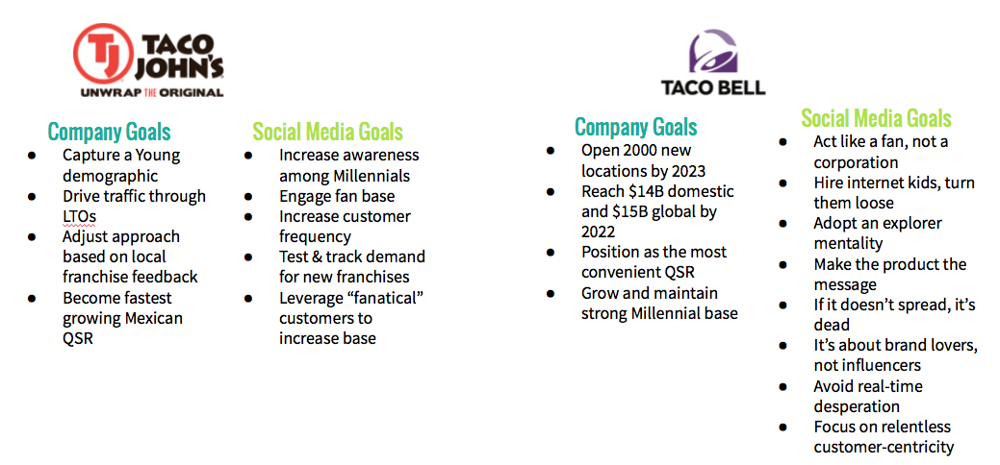 TJ TACO
JOHN'S
UNWRAP THE ORIGINAL
Company Goals
● Capture a Young
demographic
● Drive traffic through
LTOs
● Adjust approach
based on local
franchise feedback
● Become fastest
growing Mexican
QSR
Social Media Goals
● Increase awareness
among Millennials
● Engage fan base
● Increase customer
frequency
● Test & track demand
for new franchises
● Leverage “fanatical”
customers to
increase base
TACO BELL
Company Goals
● Open 2000 new
locations by 2023
● Reach $14B domestic
and $15B global by
2022
● Position as the most
convenient QSR
● Grow and maintain
strong Millennial base
Social Media Goals
● Act like a fan, not a
corporation
● Hire internet kids, turn
them loose
● Adopt an explorer
mentality
● Make the product the
message
● If it doesn’t spread, it’s
dead
● It’s about brand lovers,
not influencers
● Avoid real-time
desperation
● Focus on relentless
customer-centricity